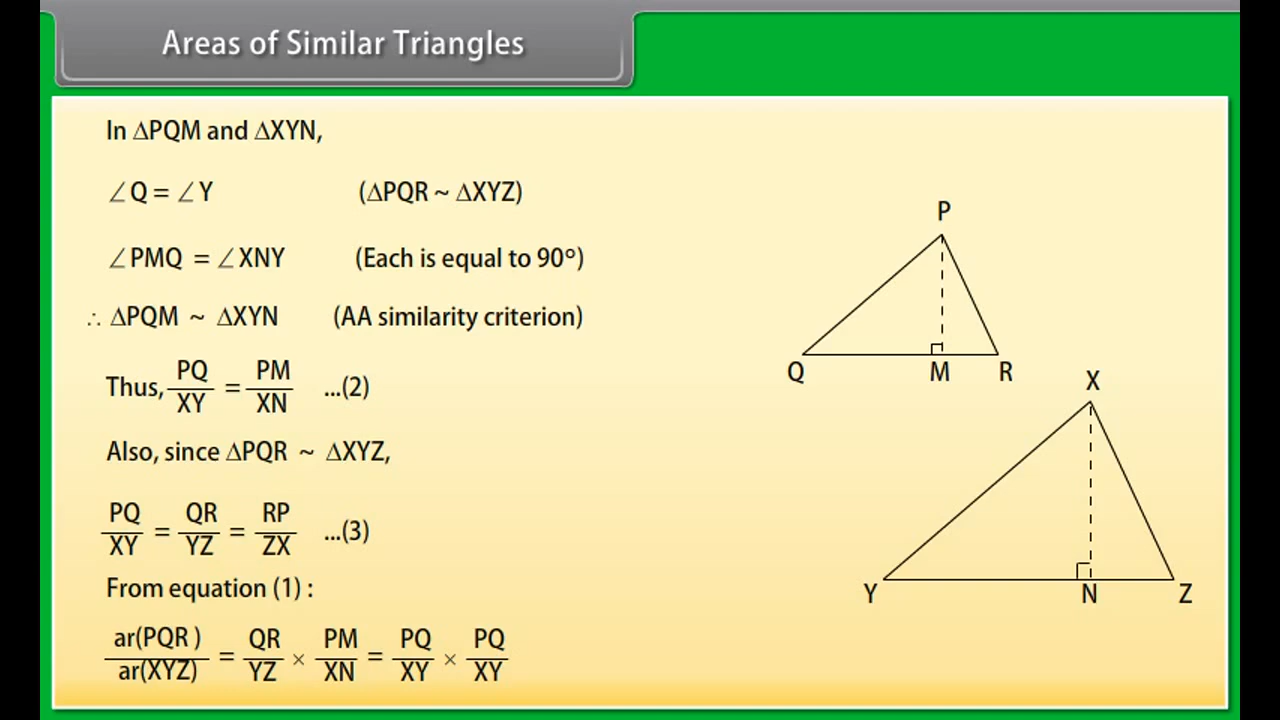 Areas of Similar Triangles
In ∆PQM and ∆XYN,
∠Q = ∠Y (∆PQR ~ ∆XYZ)
∠PMQ = ∠XNY (Each is equal to 90º)
∴ ∆PQM ~ ∆XYN (AA similarity criterion)
Thus, PQ/XY = PM/XN ...(2)
Also, since ∆PQR ~ ∆XYZ,
PQ/XY = QR/YZ = RP/ZX ...(3)
From equation (1) :
ar(PQR )/ar(XYZ) = QR/YZ × PM/XN = PQ/XY × PQ/XY
P
Q M R
X
Y N Z